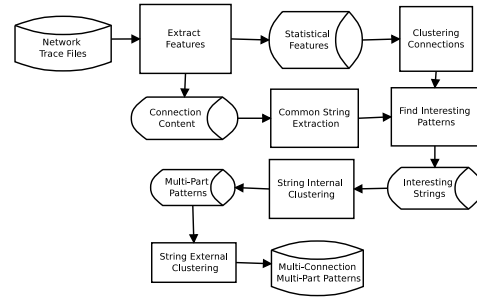 Network
Trace Files
Extract
Features
Statistical
Features
Clustering
Connections
Connection
Content
Common String
Extraction
Find Interesting
Patterns
Multi-Part
Patterns
String Internal
Clustering
Interesting
Strings
String External
Clustering
Multi-Connection
Multi-Part Patterns